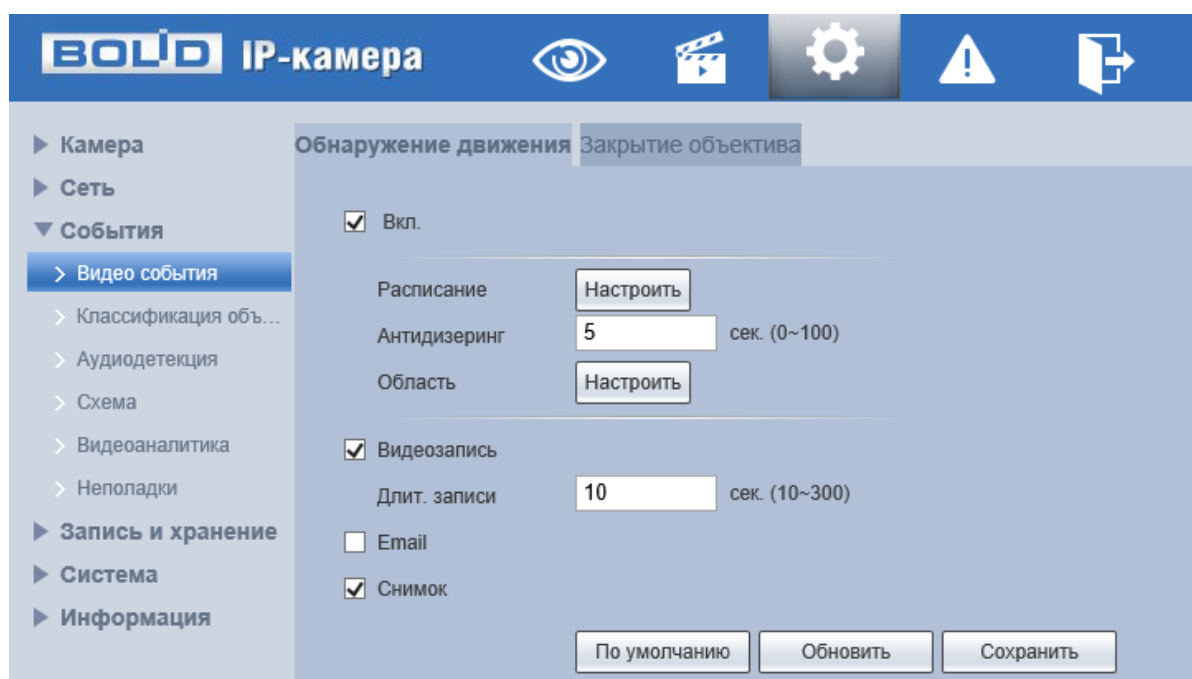 BOLID IP-камера
Камера
Сеть
События
Видео события
Классификация объ...
Аудиодетекция
Схема
Видеоаналитика
Неполадки
Запись и хранение
Система
Информация
Обнаружение движения Закрытие объектива
Вкл.
Расписание Настроить
Антидизеринг 5 сек. (0~100)
Область Настроить
Видеозапись
Длит. записи 10 сек. (10~300)
Email
Снимок
По умолчанию Обновить Сохранить